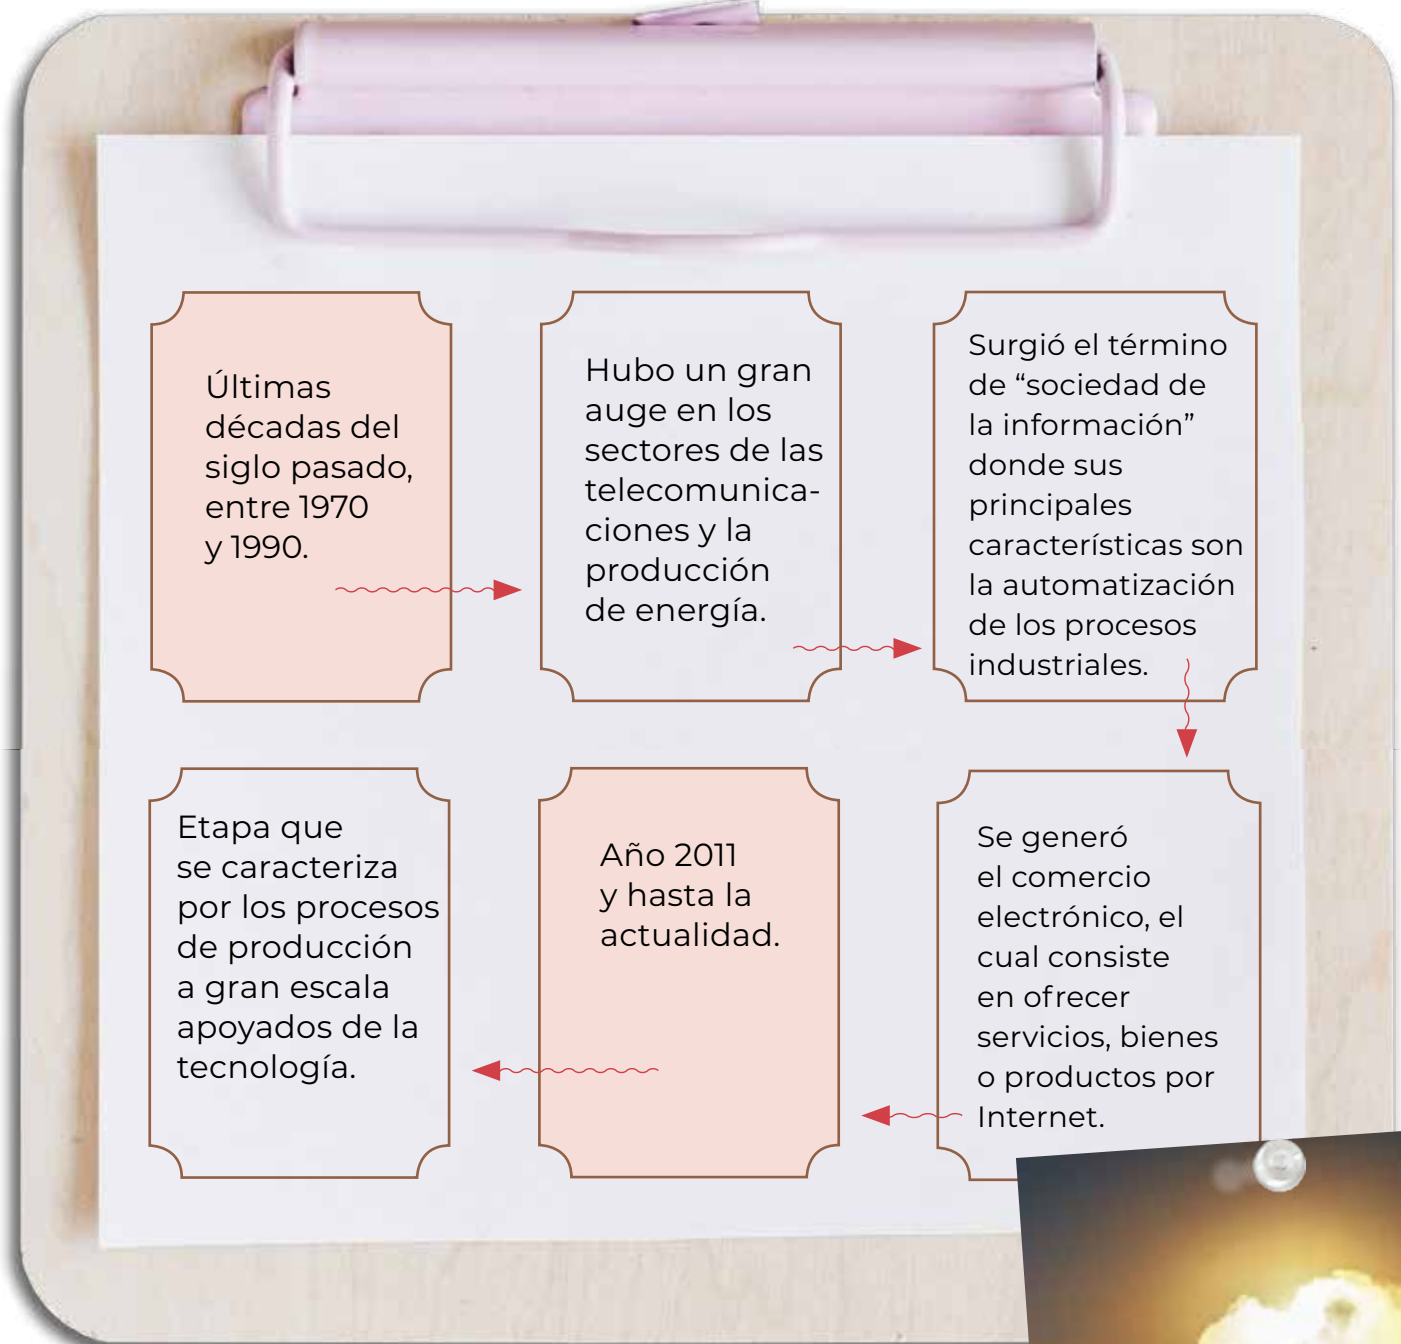 Últimas
décadas del
siglo pasado,
entre 1970
y 1990.
Hubo un gran
auge en los
sectores de las
telecomunica-
ciones y la
producción
de energía.
Surgió el término
de “sociedad de
la información”
donde sus
principales
características son
la automatización
de los procesos
industriales.
Se generó
el comercio
electrónico, el
cual consiste
en ofrecer
servicios, bienes
o productos por
Internet.
Año 2011
y hasta la
actualidad.
Etapa que
se caracteriza
por los procesos
de producción
a gran escala
apoyados de la
tecnología.